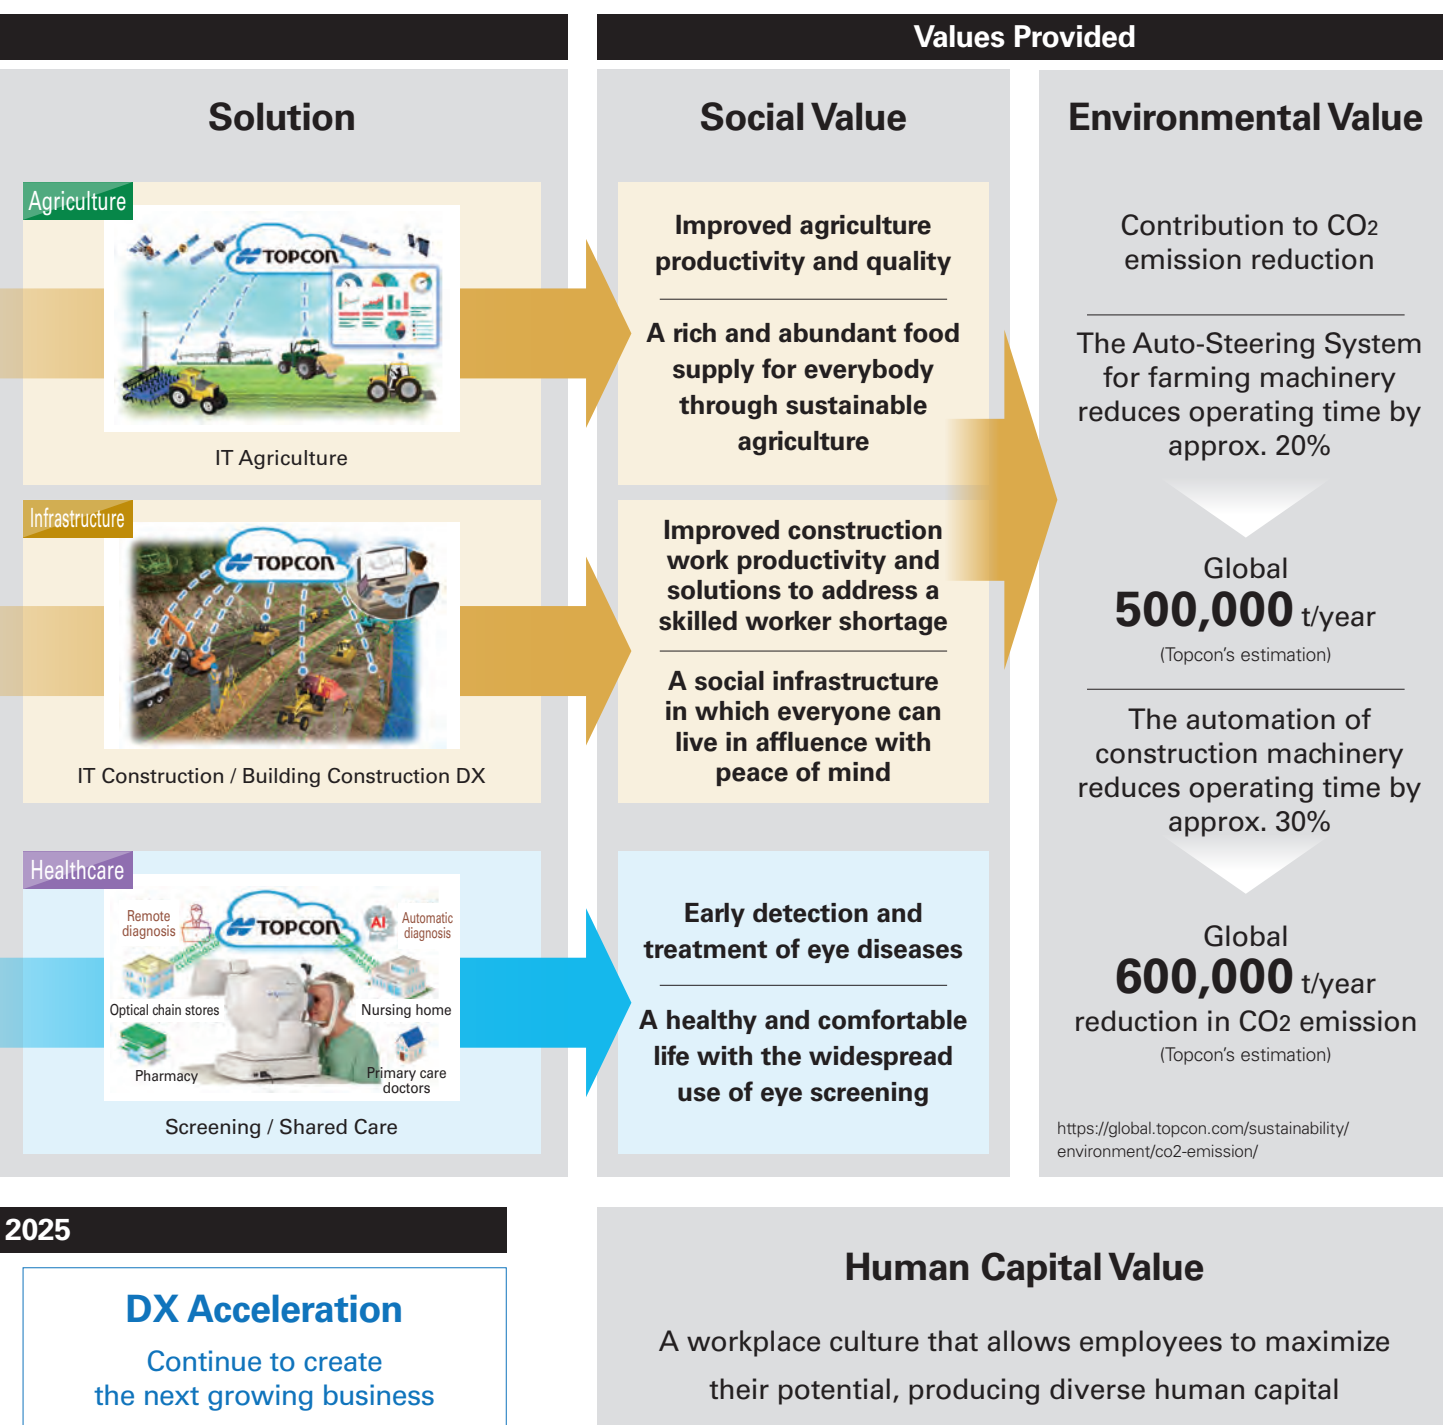 Values Provided
Solution
Agriculture
TOPCON
IT Agriculture
Infrastructure
TOPCON
IT Construction / Building Construction DX
Healthcare
Remote
diagnosis
TOPCON
AI
Automatic
diagnosis
Optical chain stores
Nursing home
Pharmacy
Primary care
doctors
Screening / Shared Care
Social Value
Improved agriculture
productivity and quality
A rich and abundant food
supply for everybody
through sustainable
agriculture
Improved construction
work productivity and
solutions to address a
skilled worker shortage
A social infrastructure
in which everyone can
live in affluence with
peace of mind
Early detection and
treatment of eye diseases
A healthy and comfortable
life with the widespread
use of eye screening
Environmental Value
Contribution to CO2
emission reduction
The Auto-Steering System
for farming machinery
reduces operating time by
approx. 20%
Global
500,000 t/year
(Topcon's estimation)
The automation of
construction machinery
reduces operating time by
approx. 30%
Global
600,000 t/year
reduction in CO2 emission
(Topcon's estimation)
https://global.topcon.com/sustainability/
environment/co2-emission/
2025
DX Acceleration
Continue to create
the next growing business
Human Capital Value
A workplace culture that allows employees to maximize
their potential, producing diverse human capital